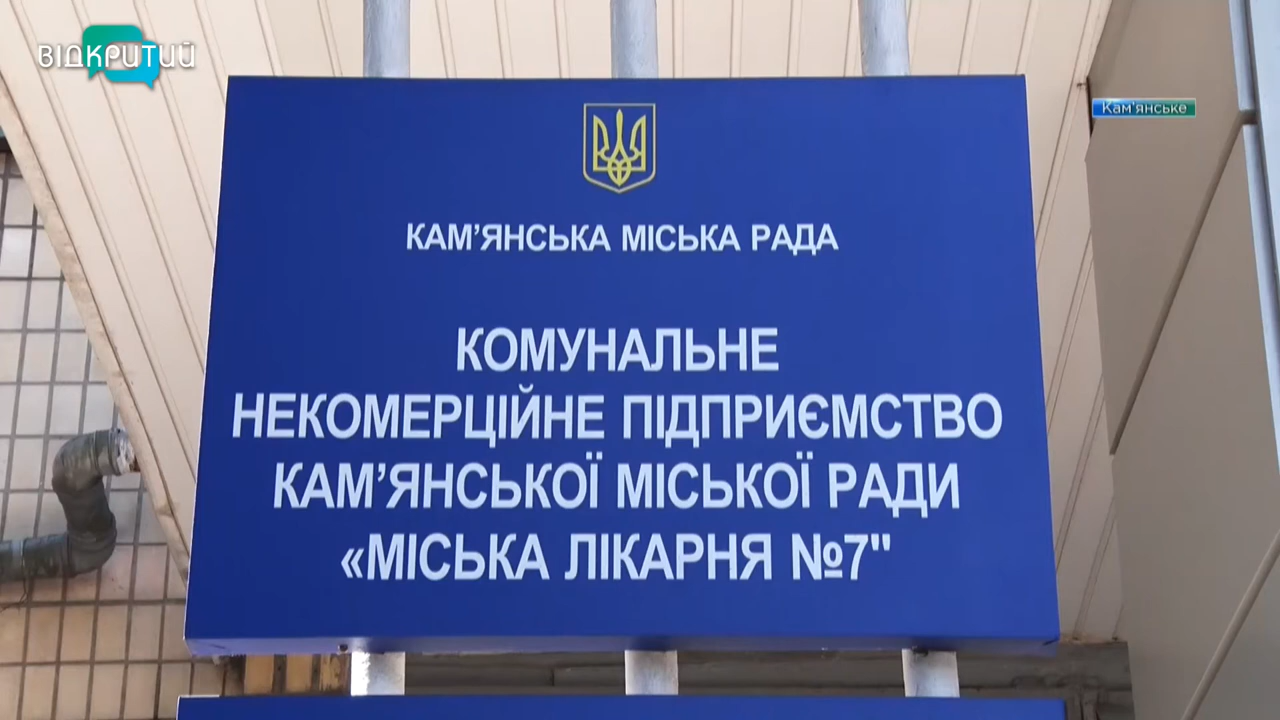 ВІДКРИТИЙ
Кам'янське
КАМ'ЯНСЬКА МІСЬКА РАДА
КОМУНАЛЬНЕ
НЕКОМЕРЦІЙНЕ ПІДПРИЄМСТВО
КАМ'ЯНСЬКОЇ МІСЬКОЇ РАДИ
«МІСЬКА ЛІКАРНЯ №7"